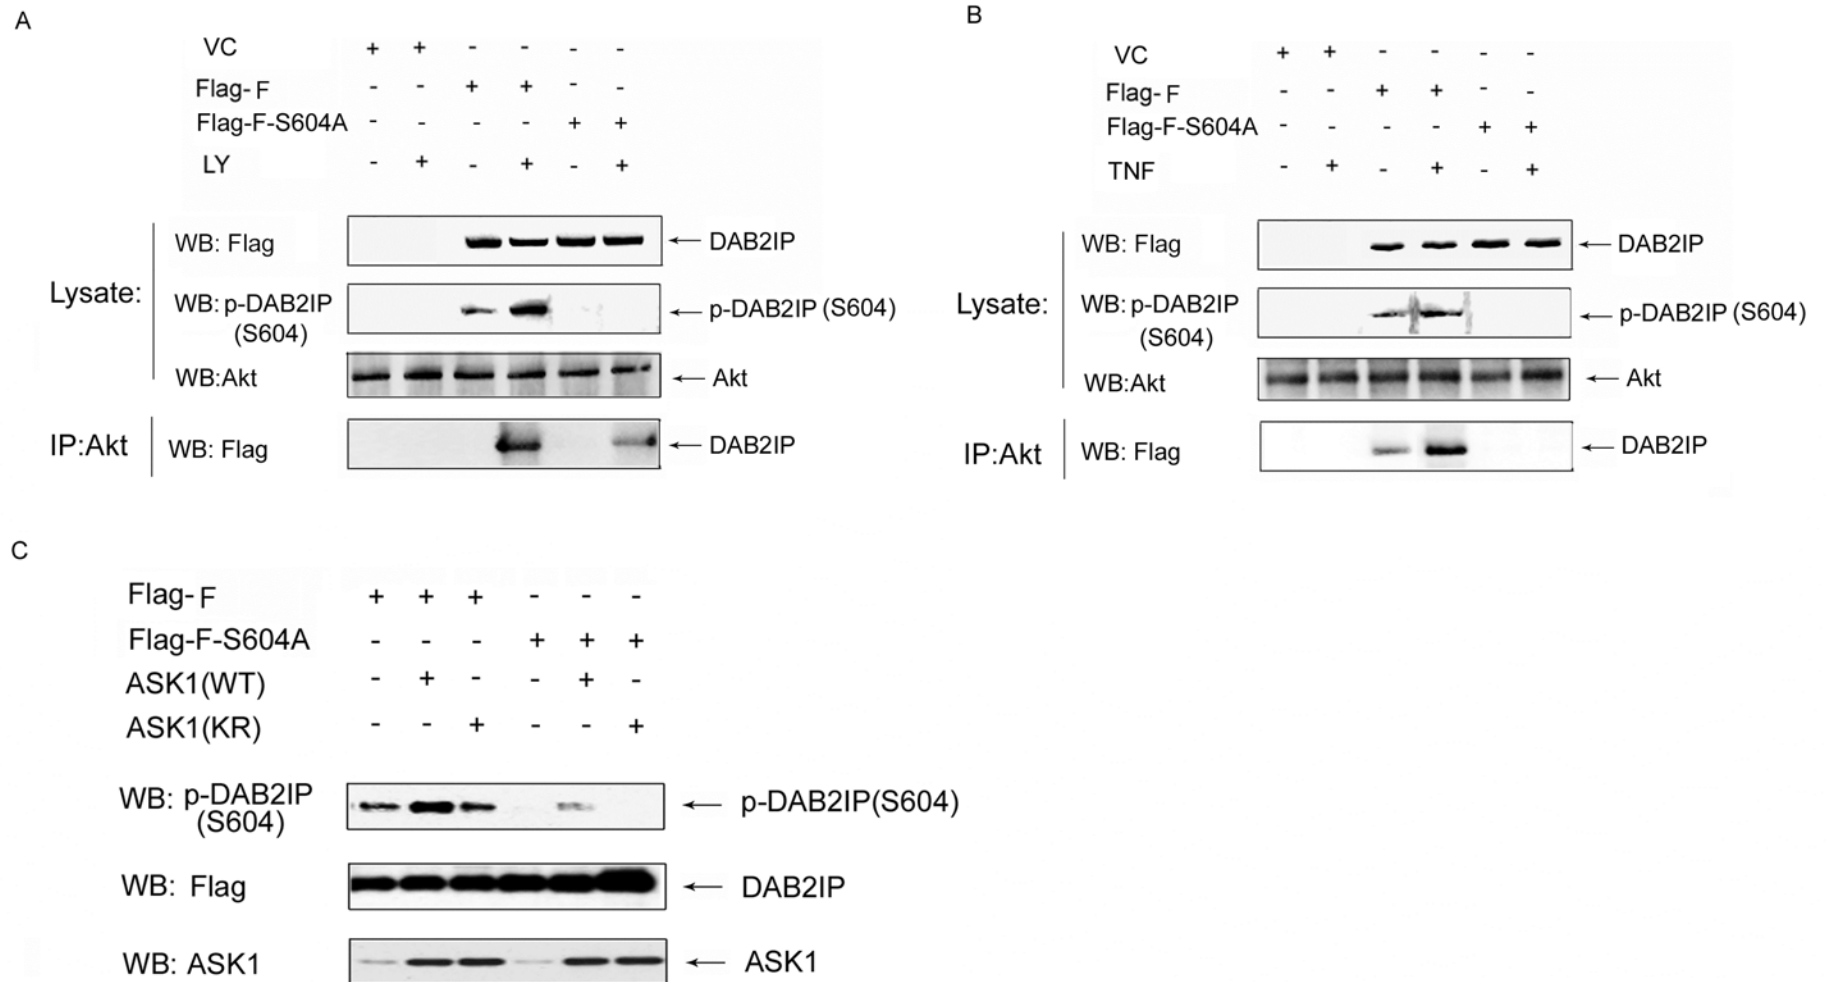 A
VC + + - - - -
Flag-F - - + + - -
Flag-F-S604A - - - - + +
LY - + - + - +
Lysate:
WB: Flag
DAB2IP
WB: p-DAB2IP
(S604)
p-DAB2IP (S604)
WB:Akt
Akt
IP:Akt
WB: Flag
DAB2IP
B
VC + + - - - -
Flag-F - - + + - -
Flag-F-S604A - - - - + +
TNF - + - + - +
Lysate:
WB: Flag
DAB2IP
WB: p-DAB2IP
(S604)
p-DAB2IP (S604)
WB:Akt
Akt
IP:Akt
WB: Flag
DAB2IP
C
Flag-F + + + - - -
Flag-F-S604A - - - + + +
ASK1(WT) - + - - + -
ASK1(KR) - - + - - +
WB: p-DAB2IP
(S604)
p-DAB2IP(S604)
WB: Flag
DAB2IP
WB: ASK1
ASK1